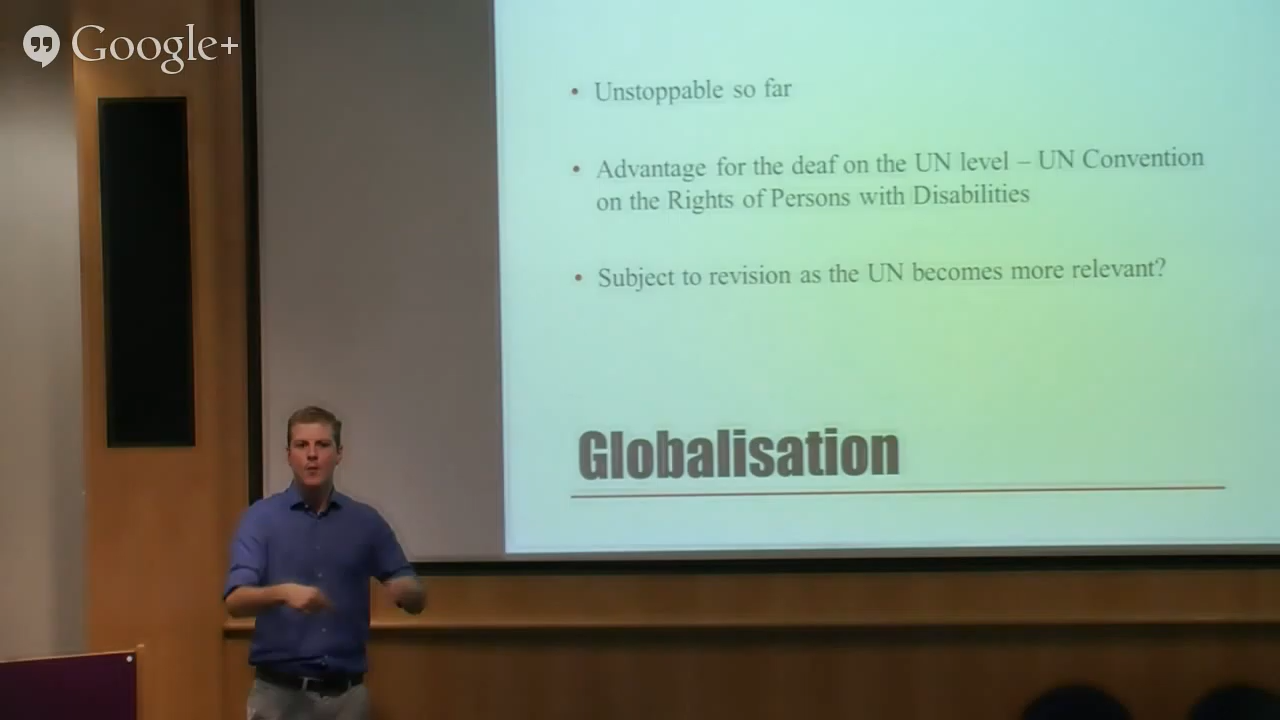 Google+
• Unstoppable so far
• Advantage for the deaf on the UN level – UN Convention
on the Rights of Persons with Disabilities
• Subject to revision as the UN becomes more relevant?
Globalisation